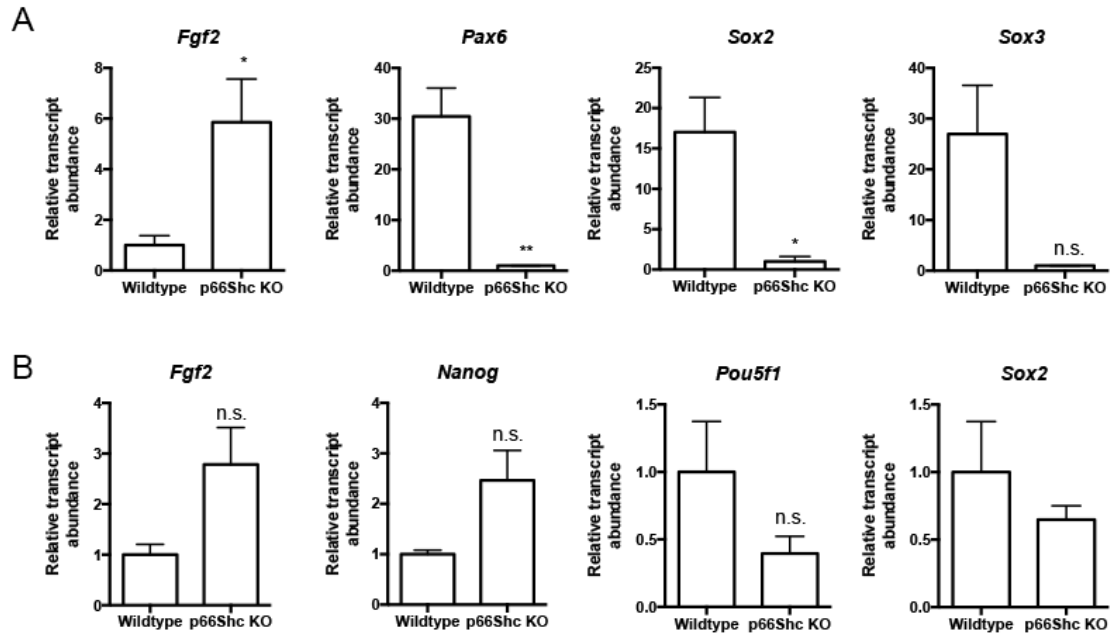 A
Fgf2
Relative transcript
abundance
8
6
4
2
0
*
Wildtype p66Shc KO
Pax6
Relative transcript
abundance
40
30
20
10
0
**
Wildtype p66Shc KO
Sox2
Relative transcript
abundance
25
20
15
10
5
0
*
Wildtype p66Shc KO
Sox3
Relative transcript
abundance
40
30
20
10
0
n.s.
Wildtype p66Shc KO
B
Fgf2
Relative transcript
abundance
4
3
2
1
0
n.s.
Wildtype p66Shc KO
Nanog
Relative transcript
abundance
4
3
2
1
0
n.s.
Wildtype p66Shc KO
Pou5f1
Relative transcript
abundance
1.5
1.0
0.5
0.0
n.s.
Wildtype p66Shc KO
Sox2
Relative transcript
abundance
1.5
1.0
0.5
0.0
Wildtype p66Shc KO